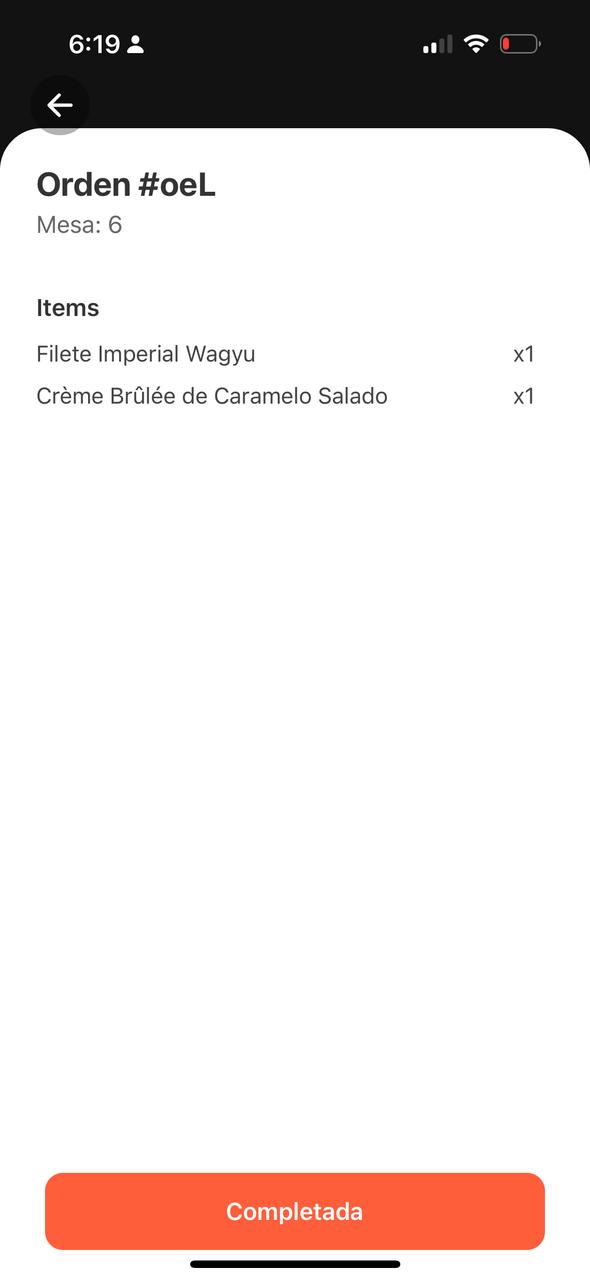 6:19
Orden #oeL
Mesa: 6
Items
Filete Imperial Wagyu x1
Crème Brûlée de Caramelo Salado x1
Completada